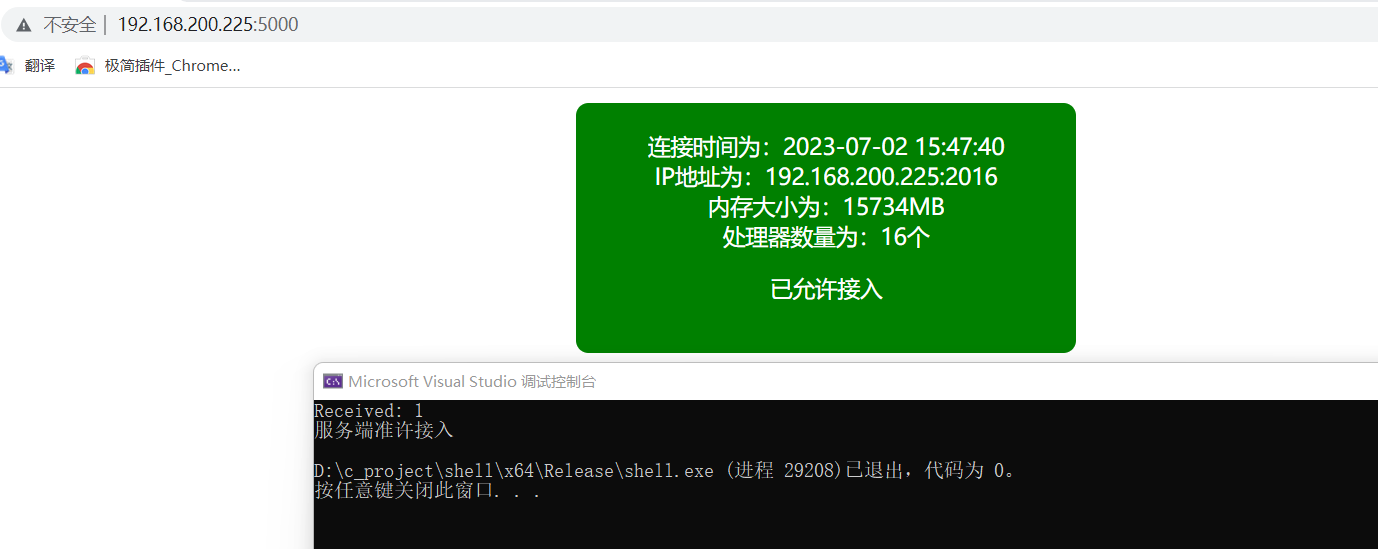 不安全 | 192.168.200.225:5000
翻译 极简插件_Chrome...
连接时间为：2023-07-02 15:47:40
IP地址为：192.168.200.225:2016
内存大小为：15734MB
处理器数量为：16个
已允许接入
C:\ Microsoft Visual Studio 调试控制台
Received: 1
服务端准许接入
D:\c_project\shell\x64\Release\shell.exe (进程 29208)已退出，代码为 0。
按任意键关闭此窗口. . .